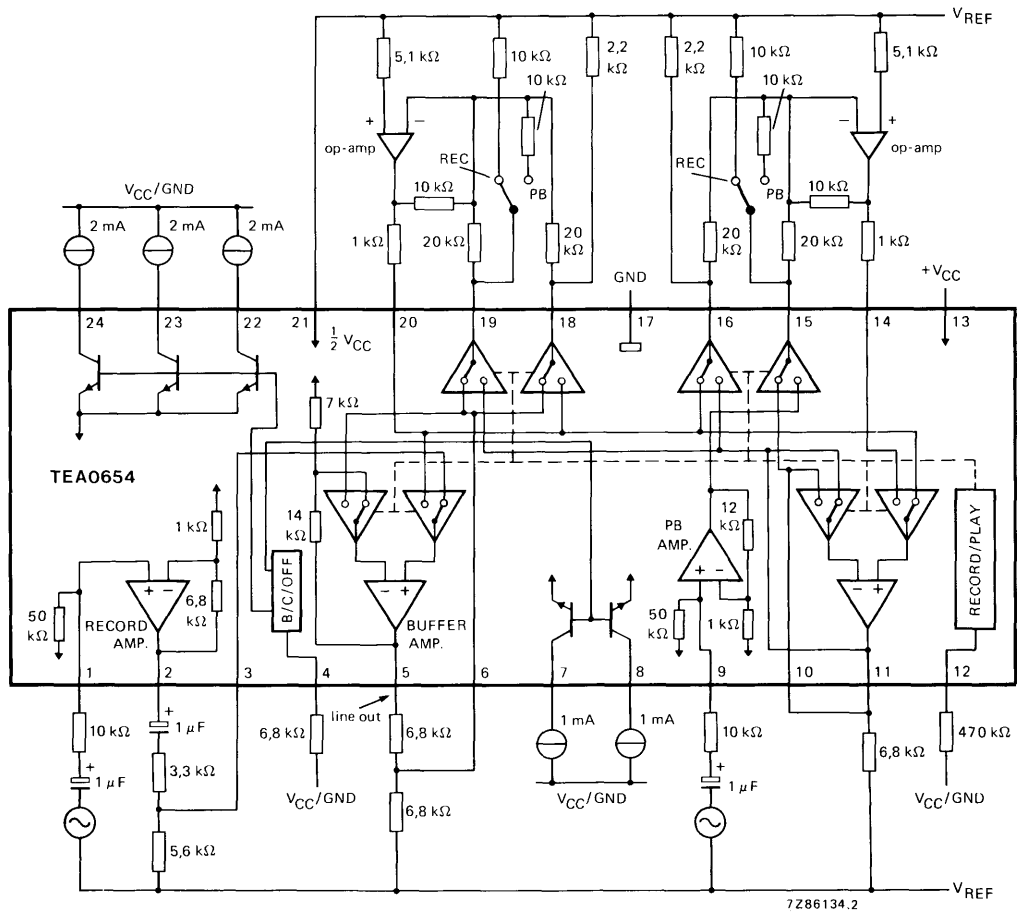 V_REF
5,1 kΩ
10 kΩ
2,2 kΩ
2,2 kΩ
10 kΩ
5,1 kΩ
10 kΩ
10 kΩ
+
−
−
+
op-amp
REC
PB
REC
PB
op-amp
V_CC/GND
2 mA
2 mA
2 mA
10 kΩ
10 kΩ
1 kΩ
20 kΩ
20 kΩ
20 kΩ
20 kΩ
1 kΩ
GND
+V_CC
24
23
22
21
20
19
18
17
16
15
14
13
½ V_CC
7 kΩ
TEA0654
14 kΩ
12 kΩ
PB AMP.
+ −
1 kΩ
B/C/OFF
RECORD/PLAY
+ −
− +
− +
50 kΩ
RECORD AMP.
6,8 kΩ
BUFFER AMP.
50 kΩ
1 kΩ
1
2
3
4
5
6
7
8
9
10
11
12
line out
10 kΩ
+
1 µF
6,8 kΩ
6,8 kΩ
1 mA
1 mA
10 kΩ
6,8 kΩ
470 kΩ
+
1 µF
3,3 kΩ
V_CC/GND
6,8 kΩ
V_CC/GND
+
1 µF
V_CC/GND
5,6 kΩ
V_REF
7Z86134.2